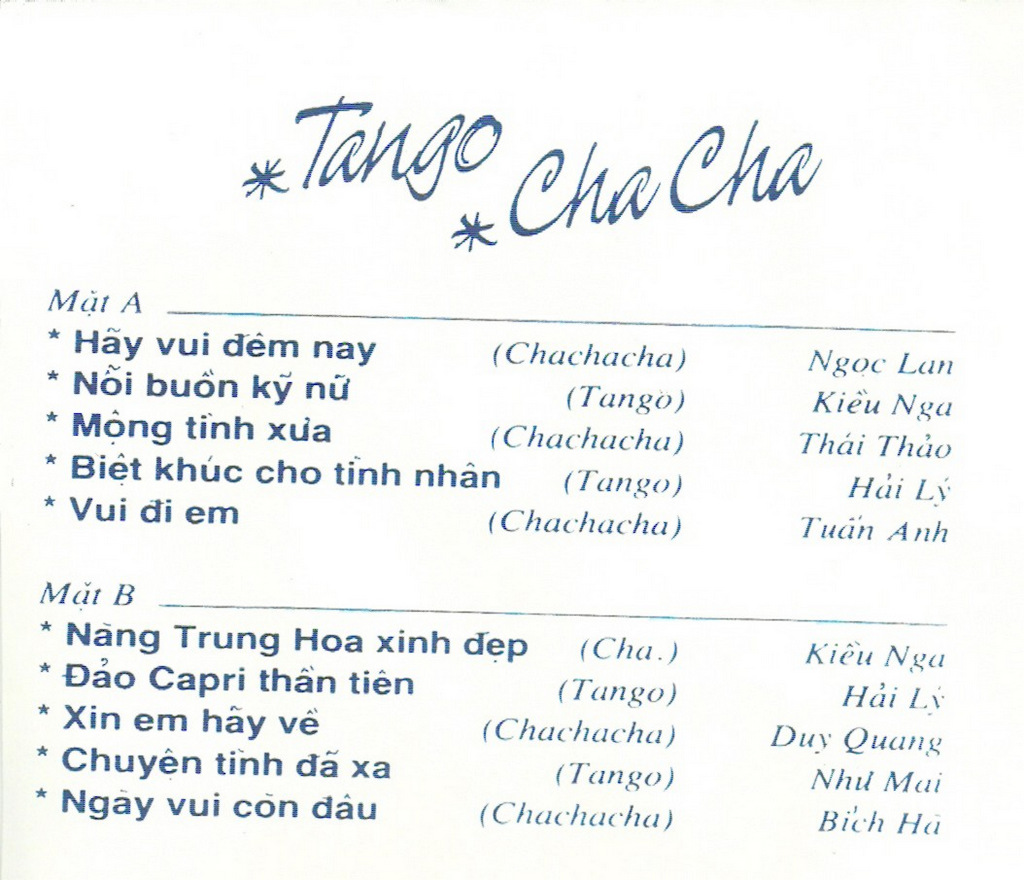 * Tango
* Cha Cha
Mặt A
* Hãy vui đêm nay (Chachacha) Ngọc Lan
* Nỗi buồn kỹ nữ (Tango) Kiều Nga
* Mộng tình xưa (Chachacha) Thái Thảo
* Biệt khúc cho tình nhân (Tango) Hải Lý
* Vui đi em (Chachacha) Tuấn Anh
Mặt B
* Nàng Trung Hoa xinh đẹp (Cha.) Kiều Nga
* Đảo Capri thần tiên (Tango) Hải Lý
* Xin em hãy về (Chachacha) Duy Quang
* Chuyện tình đã xa (Tango) Như Mai
* Ngày vui còn đâu (Chachacha) Bích Hà